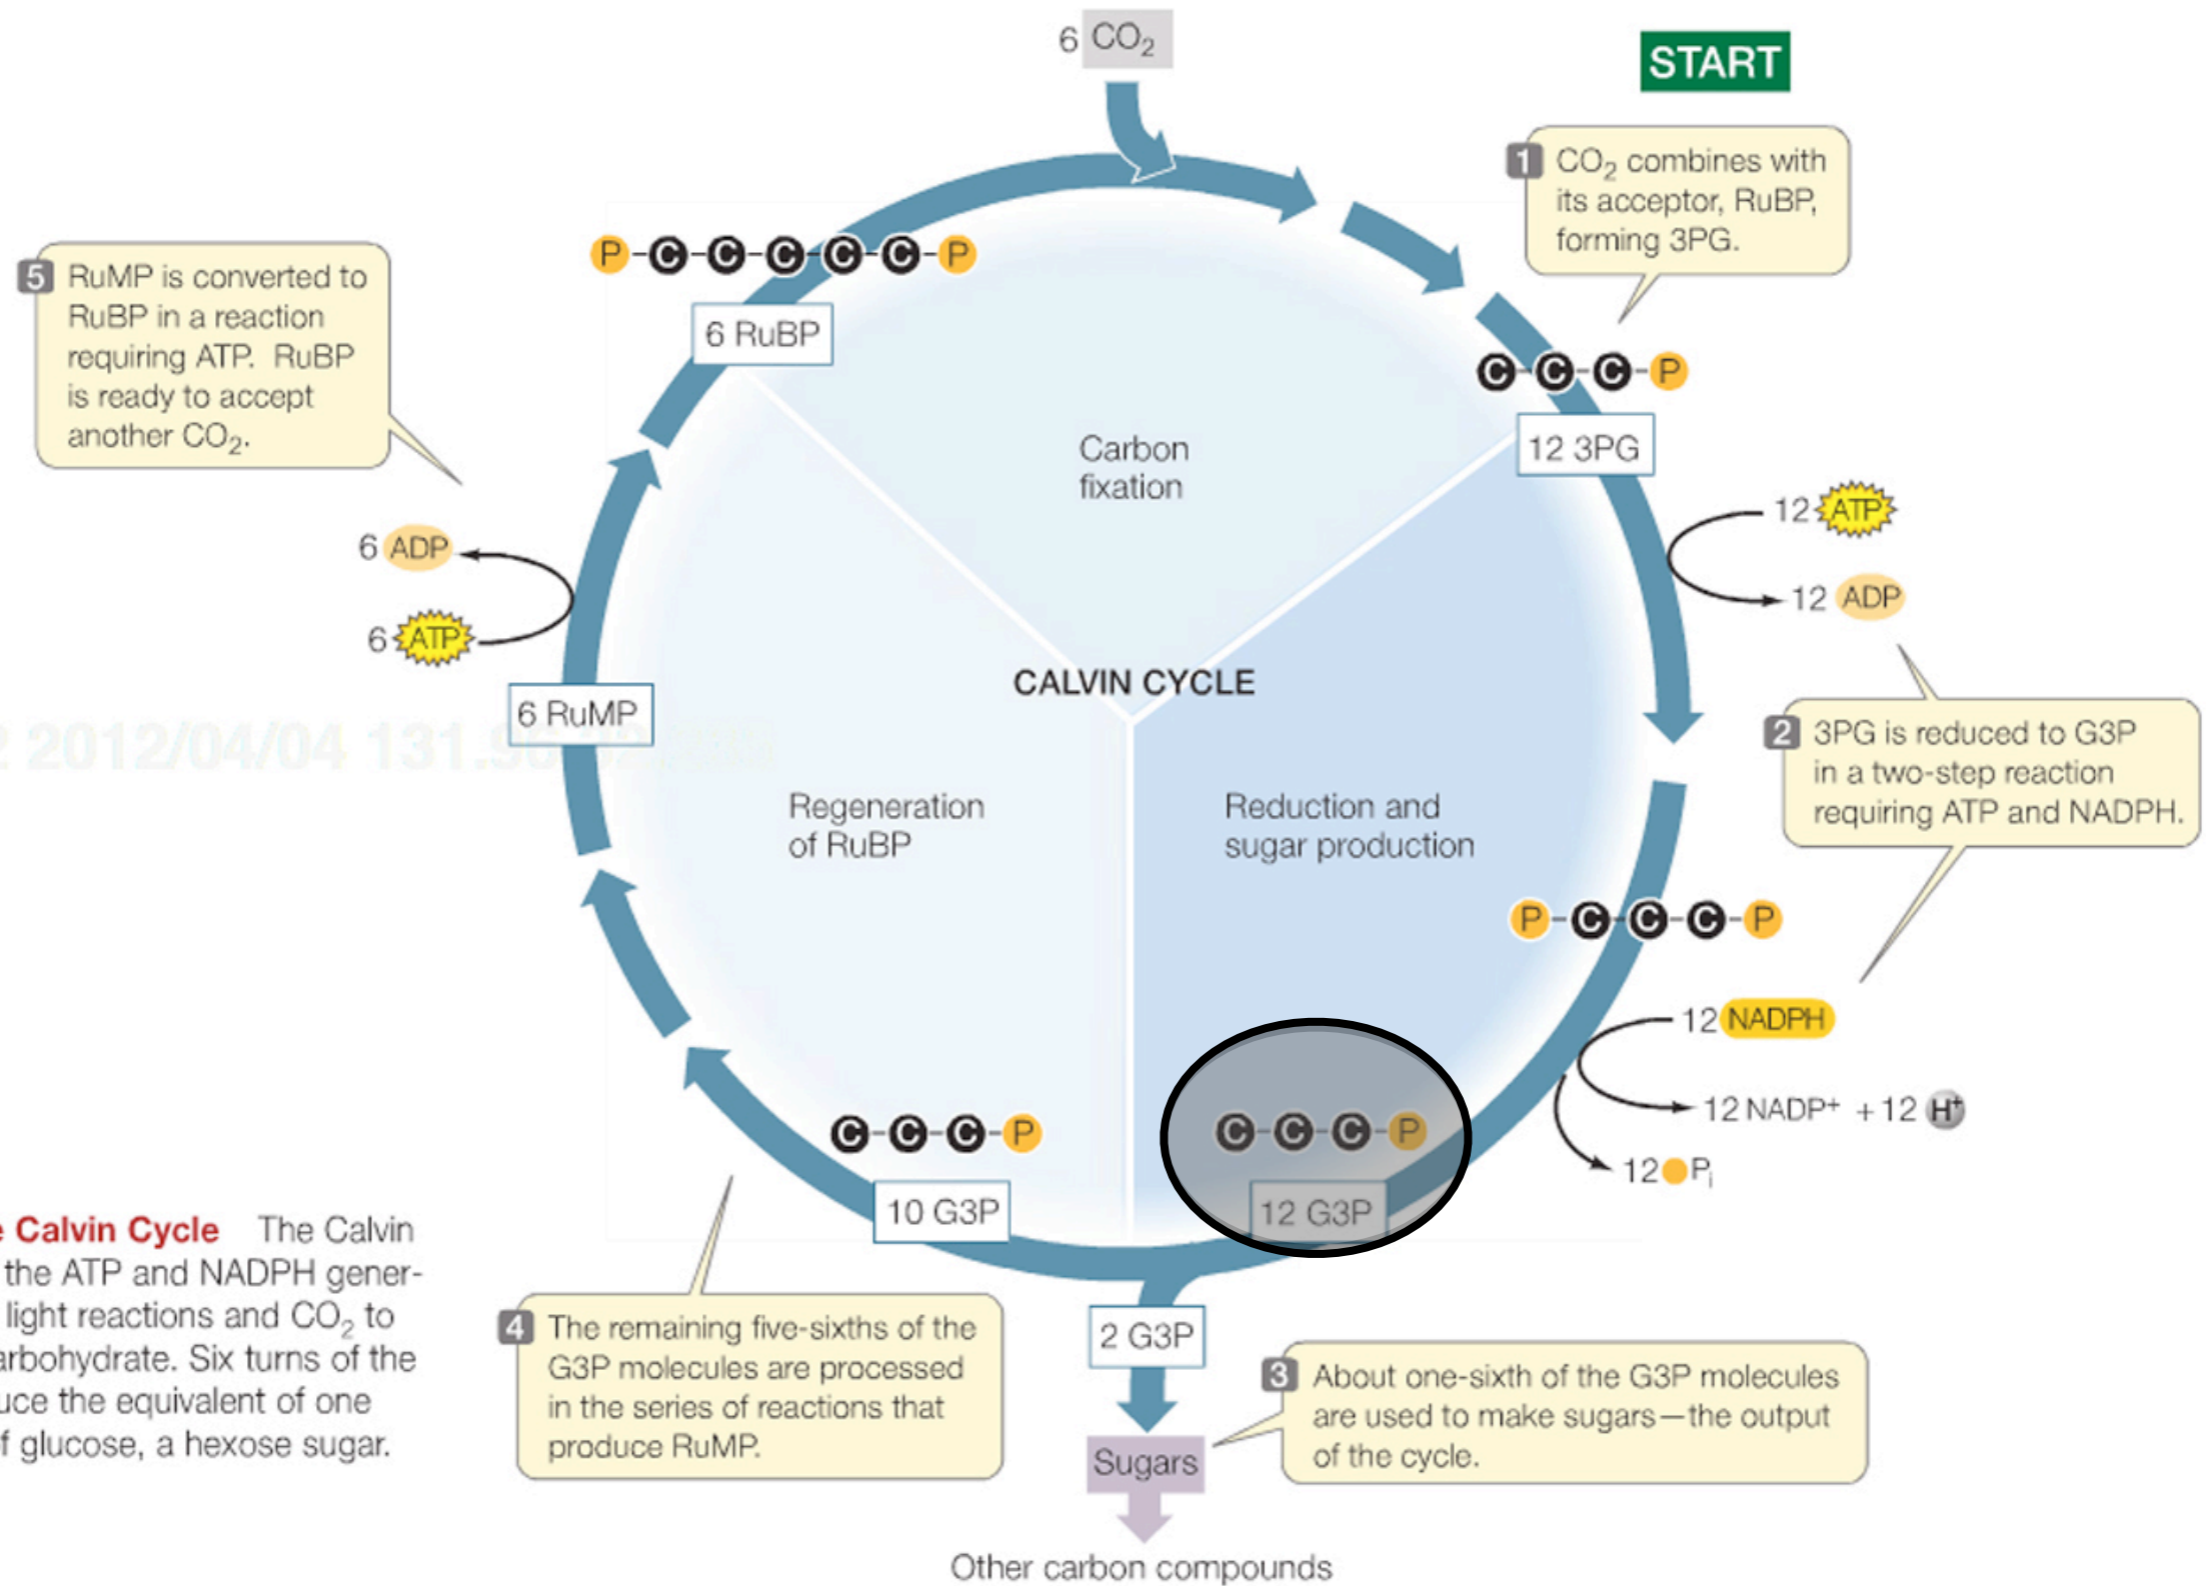 6 CO₂
START
1 CO₂ combines with
its acceptor, RuBP,
forming 3PG.
5 RuMP is converted to
RuBP in a reaction
requiring ATP. RuBP
is ready to accept
another CO₂.
P-C-C-C-C-C-P
6 RuBP
C-C-C-P
12 3PG
Carbon
fixation
12 ATP
12 ADP
6 ADP
6 ATP
CALVIN CYCLE
6 RuMP
2 2012/04/04 131.96
2 3PG is reduced to G3P
in a two-step reaction
requiring ATP and NADPH.
Regeneration
of RuBP
Reduction and
sugar production
P-C-C-C-P
12 NADPH
12 NADP⁺ + 12 H⁺
12 Pᵢ
C-C-C-P
10 G3P
C-C-C-P
12 G3P
e Calvin Cycle The Calvin
the ATP and NADPH gener-
light reactions and CO₂ to
arbohydrate. Six turns of the
uce the equivalent of one
f glucose, a hexose sugar.
4 The remaining five-sixths of the
G3P molecules are processed
in the series of reactions that
produce RuMP.
2 G3P
3 About one-sixth of the G3P molecules
are used to make sugars—the output
of the cycle.
Sugars
Other carbon compounds